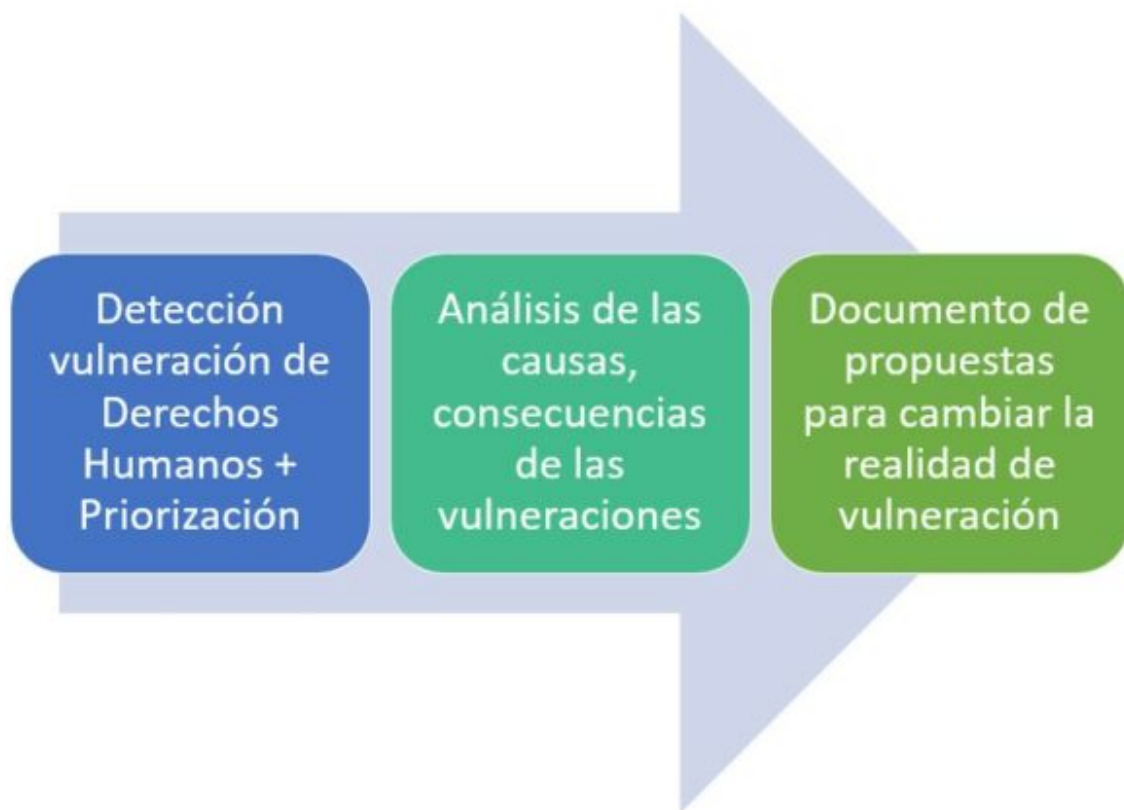 Detección
vulneración de
Derechos
Humanos +
Priorización
Análisis de las
causas,
consecuencias
de las
vulneraciones
Documento de
propuestas
para cambiar la
realidad de
vulneración